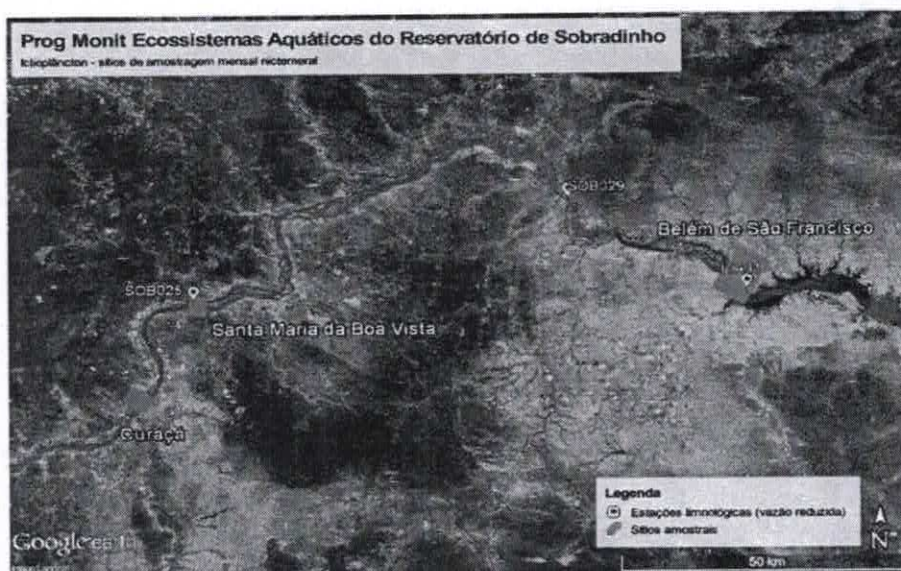 Prog Monit Ecossistemas Aquáticos do Reservatório de Sobradinho
Ictioplâncton - sítios de amostragem mensal nictemeral
SOB029
Belém de São Francisco
SOB025
Santa Maria da Boa Vista
Curaçá
Legenda
Estações limnológicas (vazão reduzida)
Sítios amostrais
Google earth
N
50 km